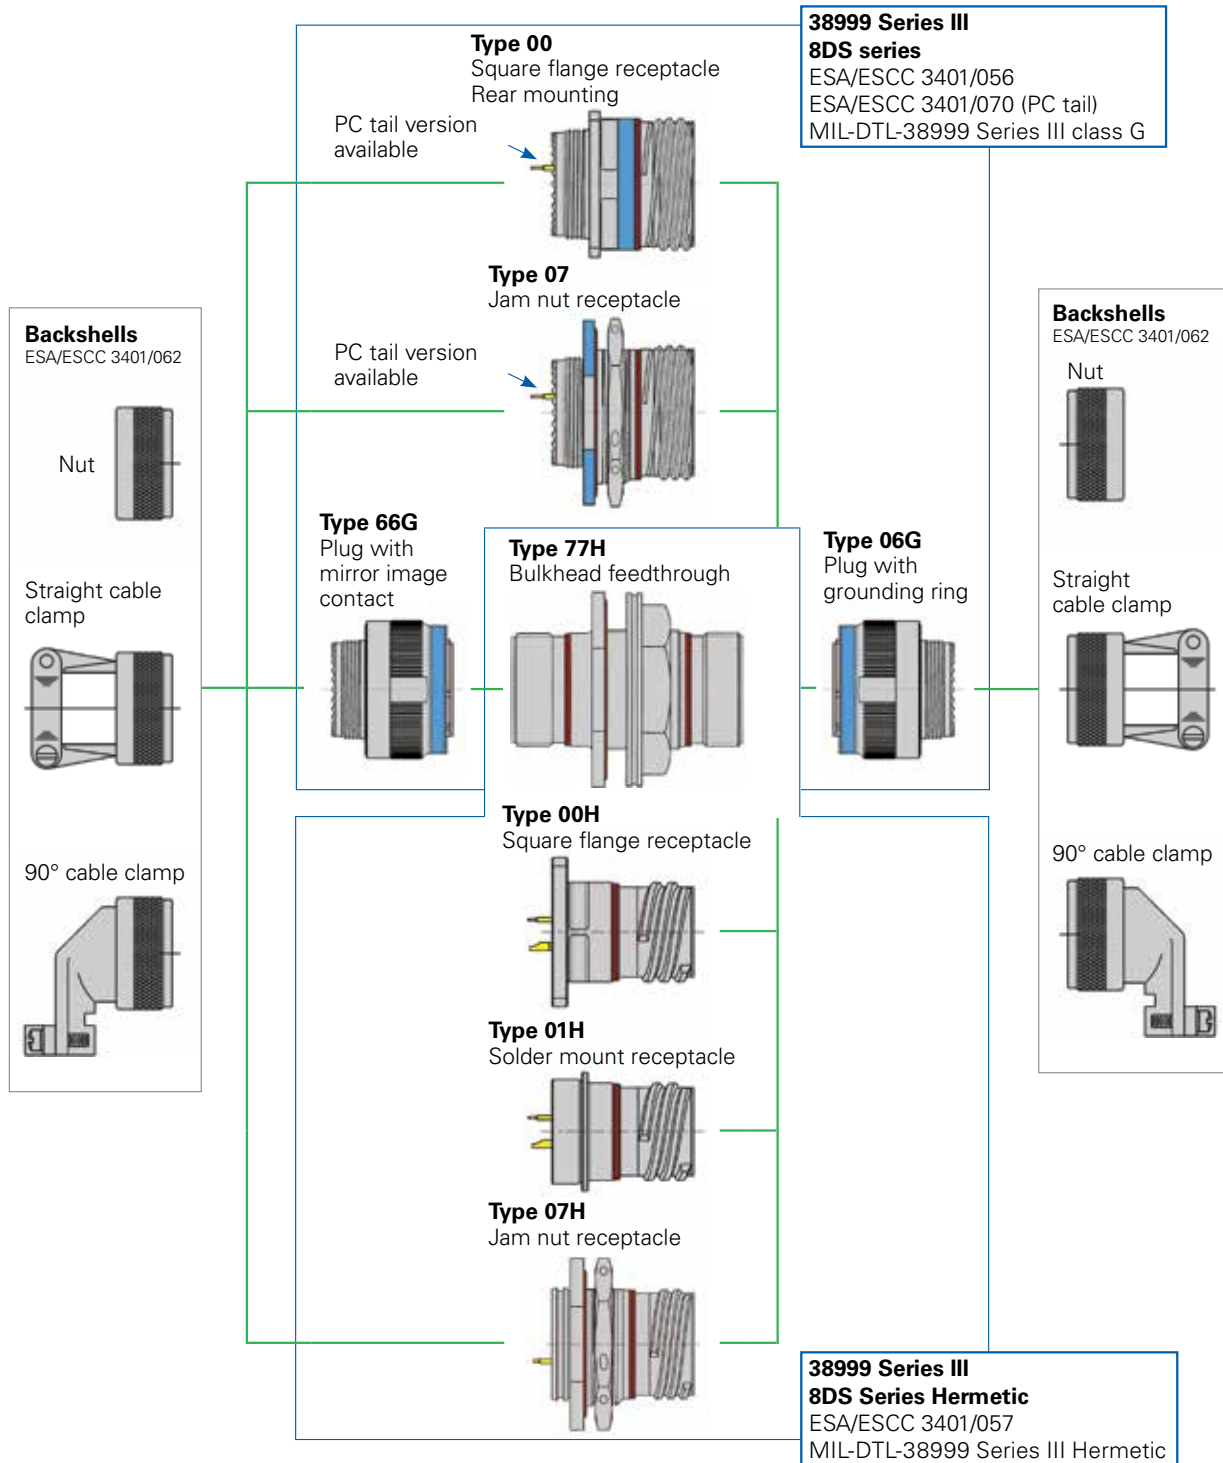 38999 Series III
8DS series
ESA/ESCC 3401/056
ESA/ESCC 3401/070 (PC tail)
MIL-DTL-38999 Series III class G
Type 00
Square flange receptacle
Rear mounting
PC tail version
available
Type 07
Jam nut receptacle
PC tail version
available
Backshells
ESA/ESCC 3401/062
Nut
Straight cable
clamp
90° cable clamp
Type 66G
Plug with
mirror image
contact
Type 77H
Bulkhead feedthrough
Type 06G
Plug with
grounding ring
Backshells
ESA/ESCC 3401/062
Nut
Straight
cable clamp
90° cable clamp
Type 00H
Square flange receptacle
Type 01H
Solder mount receptacle
Type 07H
Jam nut receptacle
38999 Series III
8DS Series Hermetic
ESA/ESCC 3401/057
MIL-DTL-38999 Series III Hermetic